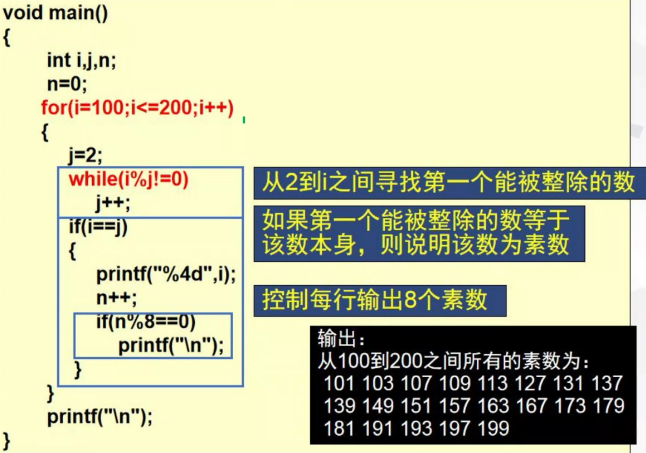 void main()
{
int i,j,n;
n=0;
for(i=100;i<=200;i++)
{
j=2;
while(i%j!=0)
j++;
if(i==j)
{
printf("%4d",i);
n++;
if(n%8==0)
printf("\n");
}
}
printf("\n");
}
从2到i之间寻找第一个能被整除的数
如果第一个能被整除的数等于
该数本身，则说明该数为素数
控制每行输出8个素数
输出：
从100到200之间所有的素数为：
101 103 107 109 113 127 131 137
139 149 151 157 163 167 173 179
181 191 193 197 199